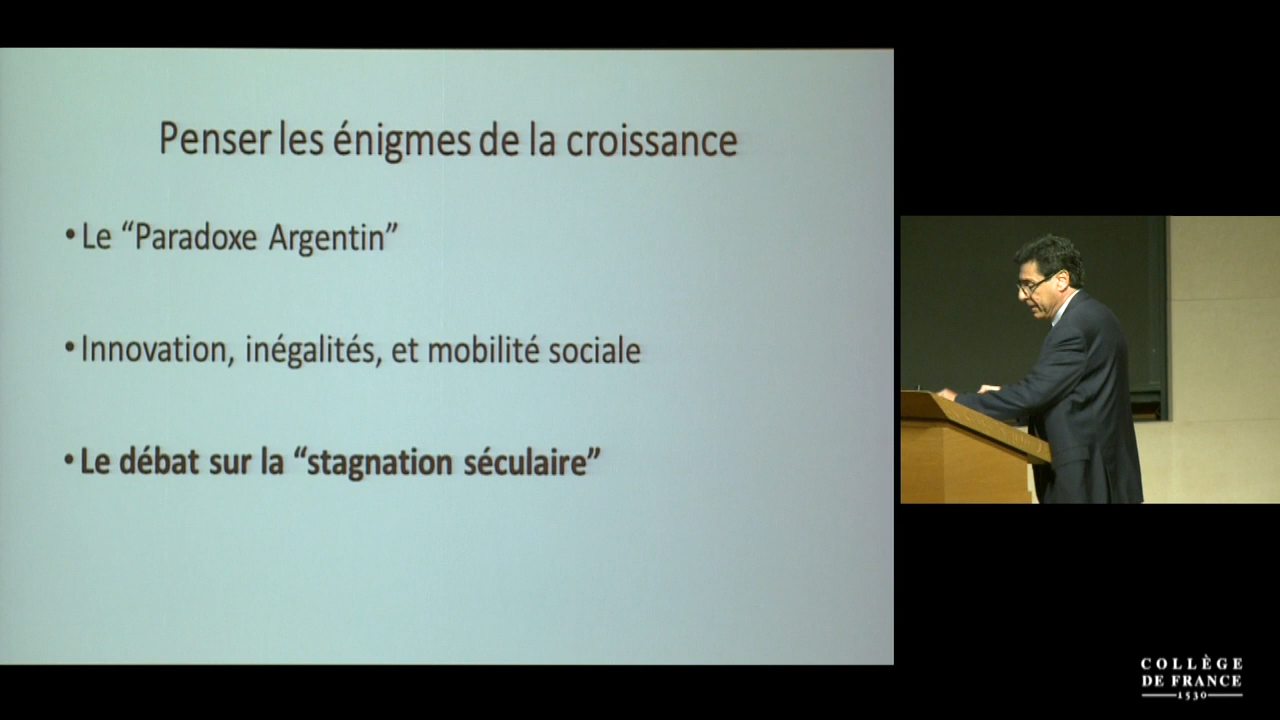 Penser les énigmes de la croissance
• Le “Paradoxe Argentin”
• Innovation, inégalités, et mobilité sociale
• Le débat sur la “stagnation séculaire”
COLLÈGE
DE FRANCE
1530